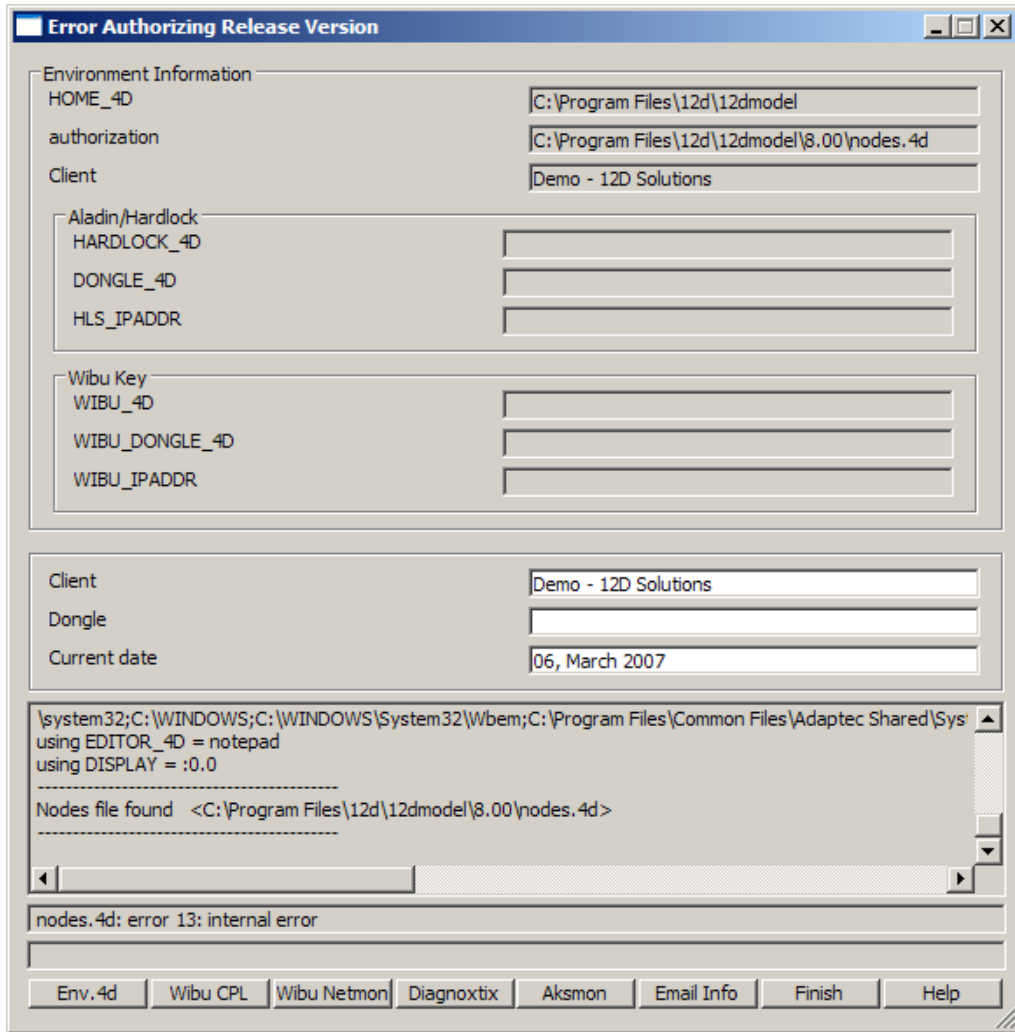 Error Authorizing Release Version
Environment Information
HOME_4D C:\Program Files\12d\12dmodel
authorization C:\Program Files\12d\12dmodel\8.00\nodes.4d
Client Demo - 12D Solutions
Aladin/Hardlock
HARDLOCK_4D
DONGLE_4D
HLS_IPADDR
Wibu Key
WIBU_4D
WIBU_DONGLE_4D
WIBU_IPADDR
Client Demo - 12D Solutions
Dongle
Current date 06, March 2007
\system32;C:\WINDOWS;C:\WINDOWS\System32\Wbem;C:\Program Files\Common Files\Adaptec Shared\Sys
using EDITOR_4D = notepad
using DISPLAY = :0.0
-------------------------------------------
Nodes file found <C:\Program Files\12d\12dmodel\8.00\nodes.4d>
-------------------------------------------
nodes.4d: error 13: internal error
Env.4d Wibu CPL Wibu Netmon Diagnoxtix Aksmon Email Info Finish Help